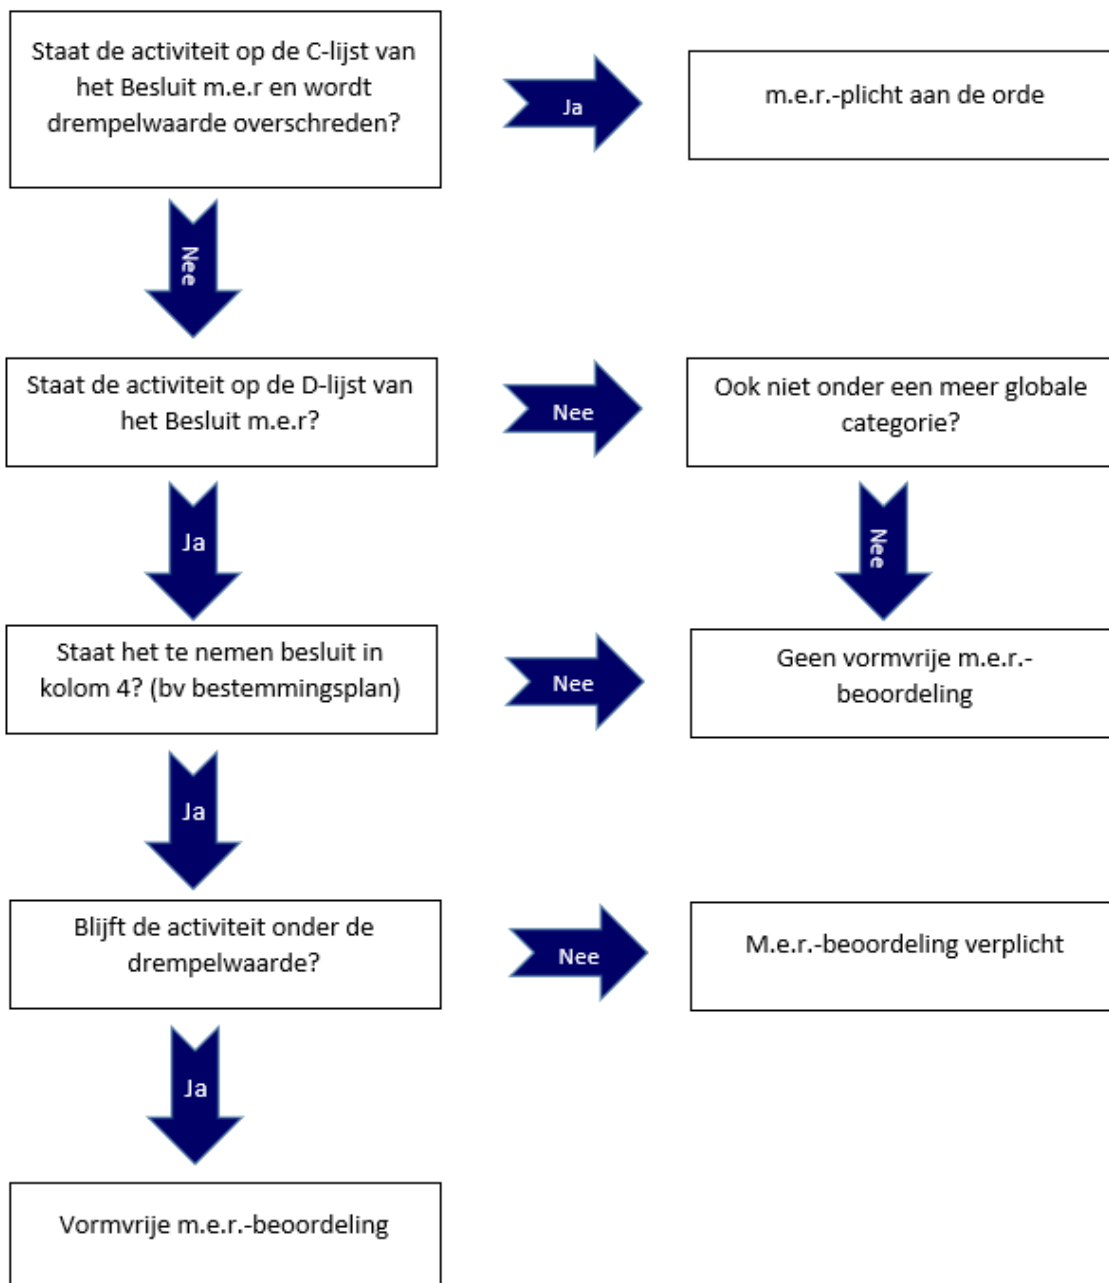 Staat de activiteit op de C-lijst van
het Besluit m.e.r en wordt
drempelwaarde overschreden?
Ja
m.e.r.-plicht aan de orde
Nee
Staat de activiteit op de D-lijst van
het Besluit m.e.r?
Nee
Ook niet onder een meer globale
categorie?
Ja
Nee
Staat het te nemen besluit in
kolom 4? (bv bestemmingsplan)
Nee
Geen vormvrije m.e.r.-
beoordeling
Ja
Blijft de activiteit onder de
drempelwaarde?
Nee
M.e.r.-beoordeling verplicht
Ja
Vormvrije m.e.r.-beoordeling